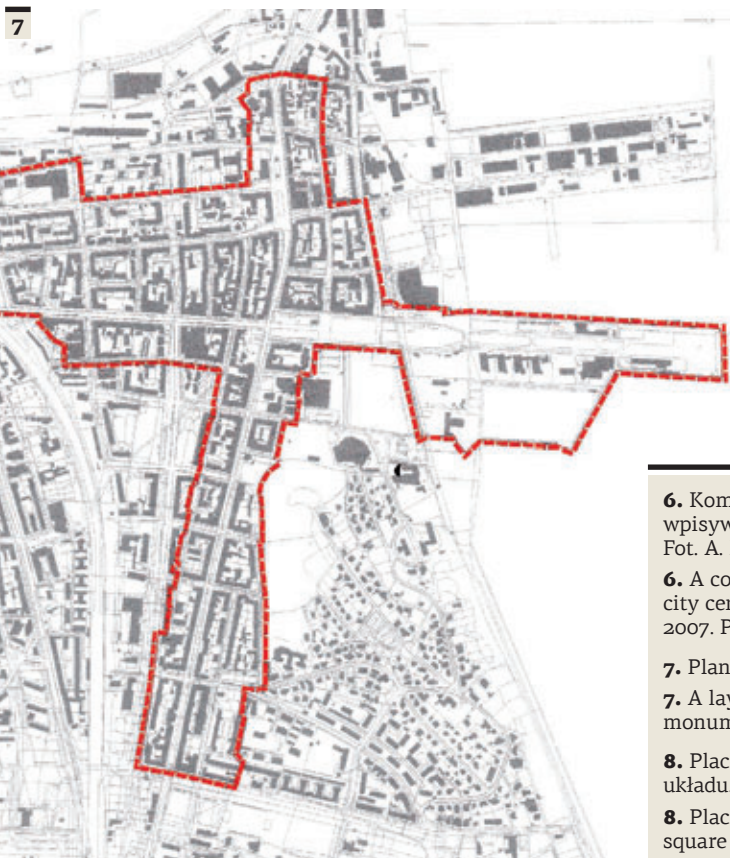 7
6. Kom
wpisyw
Fot. A.
6. A co
city cer
2007. P
7. Plan
7. A lay
monum
8. Plac
układu
8. Plac
square